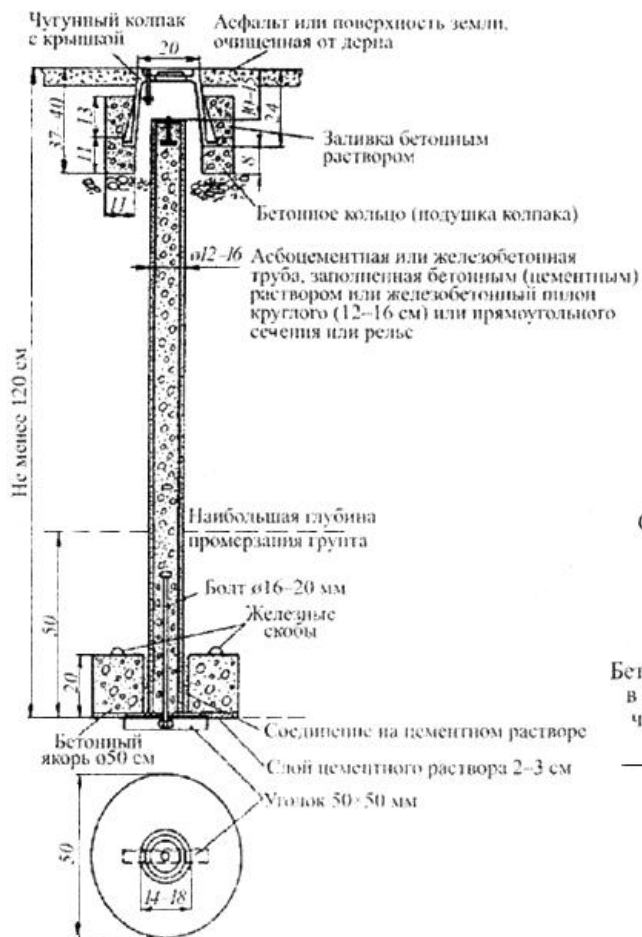 Чугунный колпак
с крышкой
Асфальт или поверхность земли,
очищенная от дерна
20
37–40
13
11
10–15
24
8
Заливка бетонным
раствором
11
Бетонное кольцо (подушка колпака)
ø12–16
Асбоцементная или железобетонная
труба, заполненная бетонным (цементным)
раствором или железобетонный пилон
круглого (12–16 см) или прямоугольного
сечения или рельс
Не менее 120 см
Наибольшая глубина
промерзания грунта
50
Болт ø16–20 мм
Железные
скобы
20
Бетонный
якорь ø50 см
Соединение на цементном растворе
Слой цементного раствора 2–3 см
Уголок 50×50 мм
50
14–18
Бет
в
ч